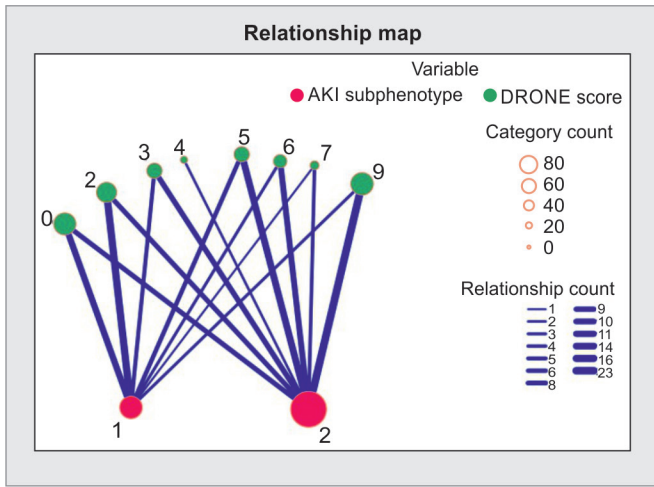 Relationship map
Variable
AKI subphenotype DRONE score
Category count
80
60
40
20
0
Relationship count
1 9
2 10
3 11
4 14
5 16
6 23
8
0 2 3 4 5 6 7 9
1 2